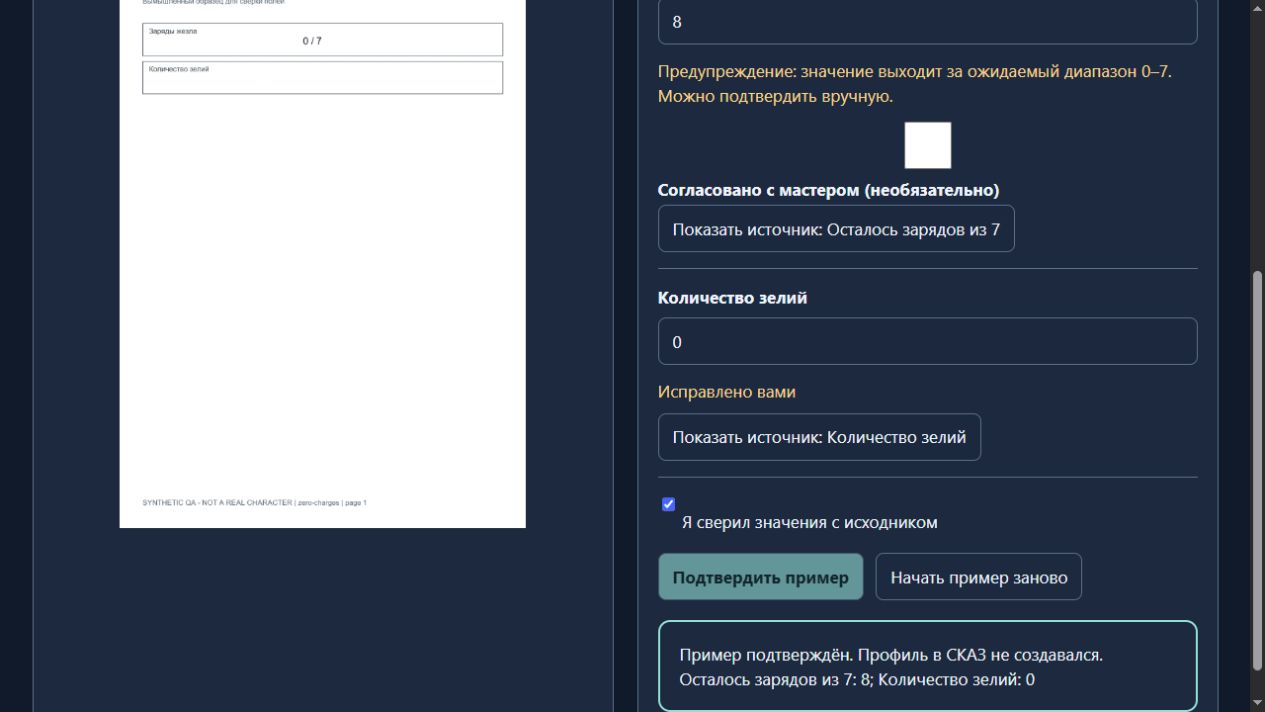 Вымышленный образец для сверки полей
Заряды жезла
0 / 7
Количество зелий
SYNTHETIC QA - NOT A REAL CHARACTER | zero-charges | page 1
8
Предупреждение: значение выходит за ожидаемый диапазон 0–7.
Можно подтвердить вручную.
Согласовано с мастером (необязательно)
Показать источник: Осталось зарядов из 7
Количество зелий
0
Исправлено вами
Показать источник: Количество зелий
Я сверил значения с исходником
Подтвердить пример
Начать пример заново
Пример подтверждён. Профиль в СКАЗ не создавался.
Осталось зарядов из 7: 8; Количество зелий: 0